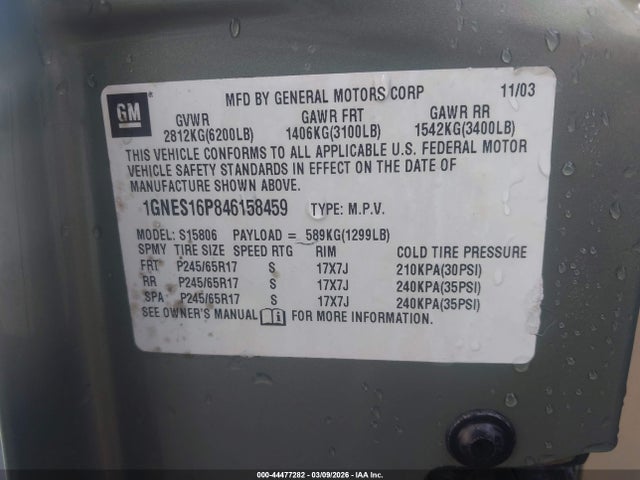 GM
MFD BY GENERAL MOTORS CORP 11/03
GVWR GAWR FRT GAWR RR
2812KG(6200LB) 1406KG(3100LB) 1542KG(3400LB)
THIS VEHICLE CONFORMS TO ALL APPLICABLE U.S. FEDERAL MOTOR
VEHICLE SAFETY STANDARDS IN EFFECT ON THE DATE OF
MANUFACTURE SHOWN ABOVE.
1GNES16P846158459 TYPE: M.P.V.
MODEL: S15806 PAYLOAD = 589KG(1299LB)
SPMY TIRE SIZE SPEED RTG RIM COLD TIRE PRESSURE
FRT P245/65R17 S 17X7J 210KPA(30PSI)
RR P245/65R17 S 17X7J 240KPA(35PSI)
SPA P245/65R17 S 17X7J 240KPA(35PSI)
SEE OWNER'S MANUAL FOR MORE INFORMATION.
000-44477282 - 03/09/2026 - IAA Inc.